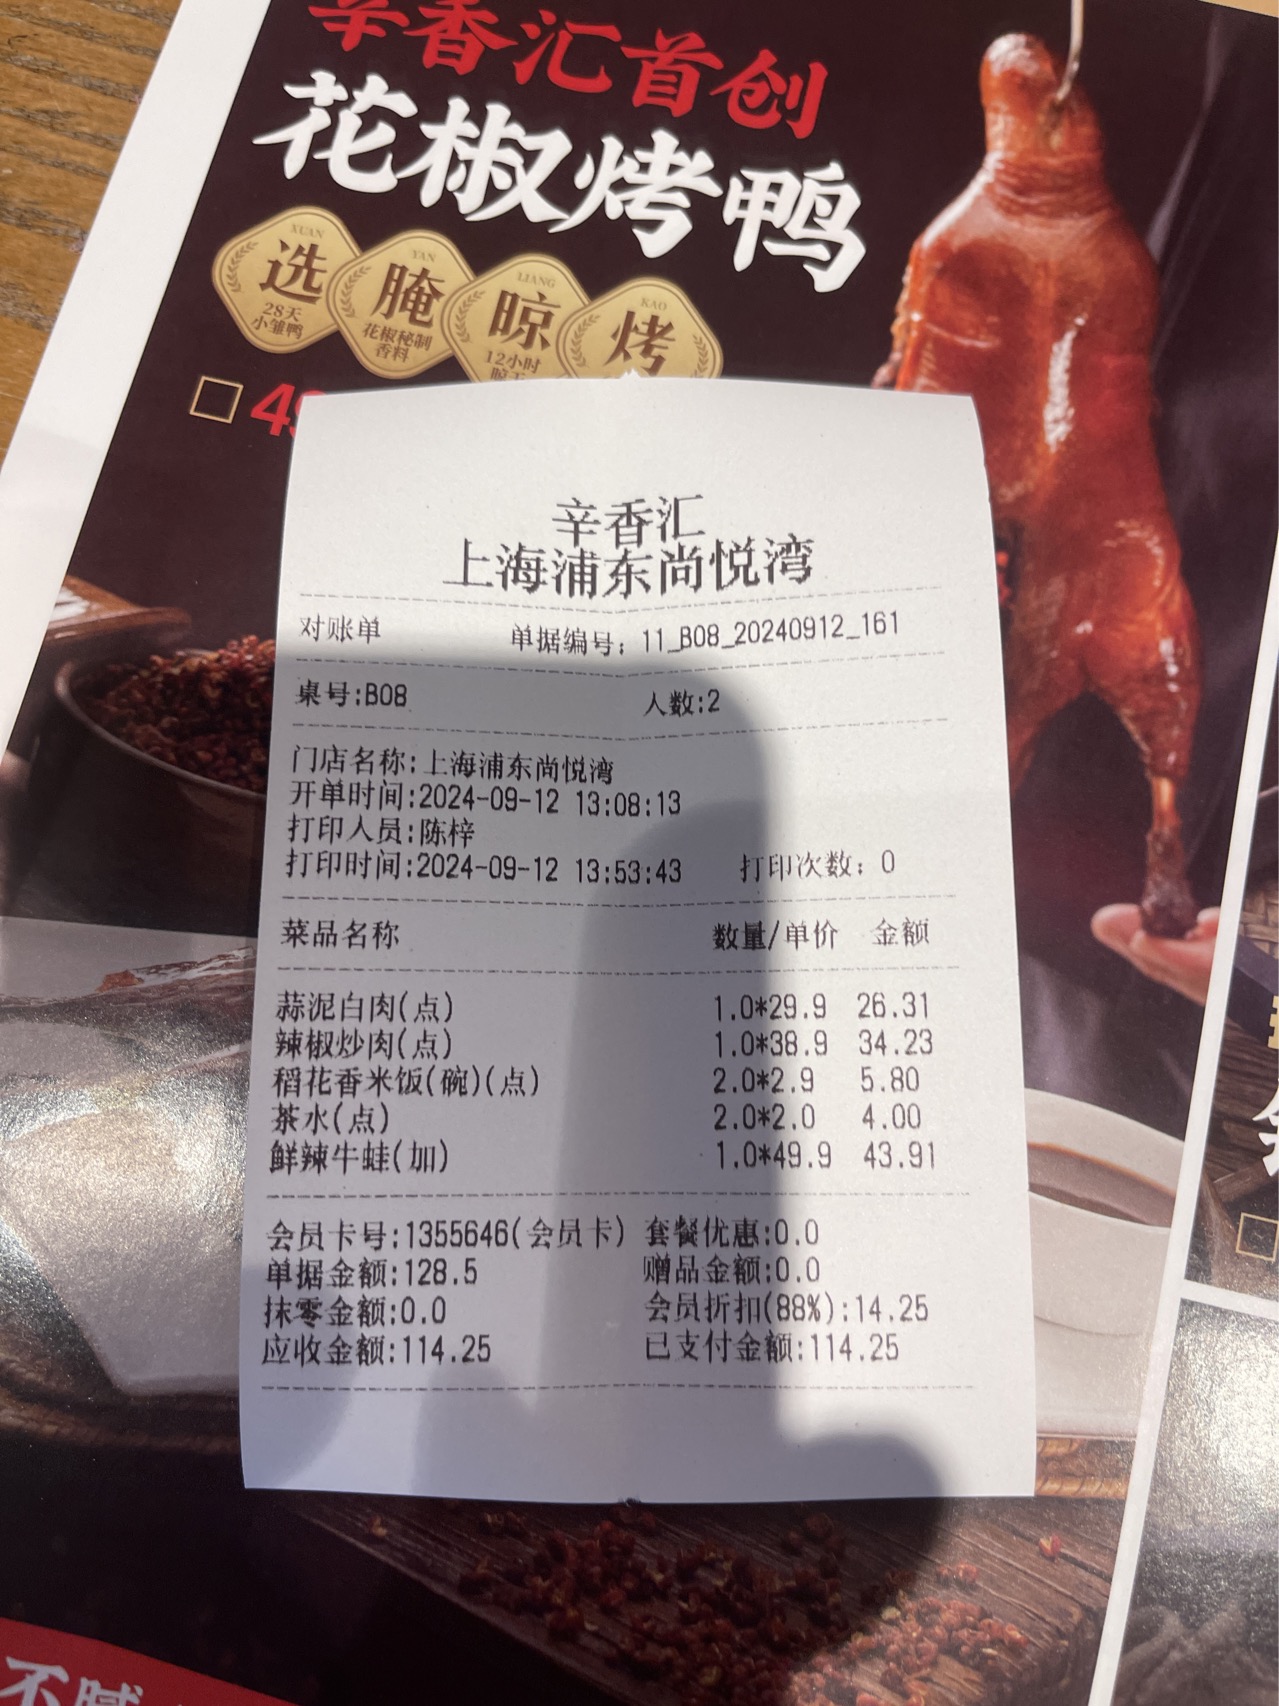 辛香汇首创
花椒烤鸭
XUAN
选
28天
小雏鸭
YAN
腌
花椒秘制
香料
LIANG
晾
12小时
KAO
烤
辛香汇
上海浦东尚悦湾
对账单 单据编号：11_B08_20240912_161
桌号:B08 人数:2
门店名称:上海浦东尚悦湾
开单时间:2024-09-12 13:08:13
打印人员:陈梓
打印时间:2024-09-12 13:53:43 打印次数：0
菜品名称 数量/单价 金额
蒜泥白肉(点) 1.0*29.9 26.31
辣椒炒肉(点) 1.0*38.9 34.23
稻花香米饭(碗)(点) 2.0*2.9 5.80
茶水(点) 2.0*2.0 4.00
鲜辣牛蛙(加) 1.0*49.9 43.91
会员卡号:1355646(会员卡) 套餐优惠:0.0
单据金额:128.5 赠品金额:0.0
抹零金额:0.0 会员折扣(88%):14.25
应收金额:114.25 已支付金额:114.25
不腻